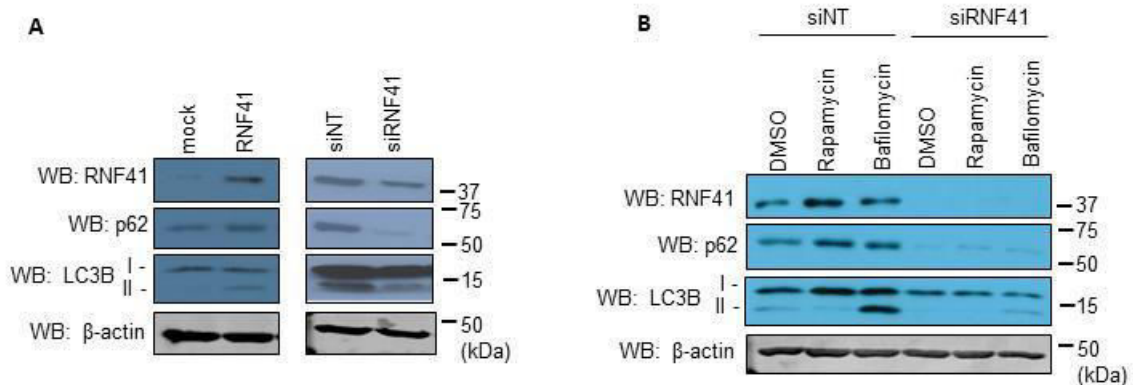 A
mock
RNF41
siNT
siRNF41
WB: RNF41
37
WB: p62
75
50
WB: LC3B I -
II -
15
WB: β-actin
50
(kDa)
B
siNT siRNF41
DMSO
Rapamycin
Bafilomycin
DMSO
Rapamycin
Bafilomycin
WB: RNF41
37
WB: p62
75
50
WB: LC3B I -
II -
15
WB: β-actin
50
(kDa)